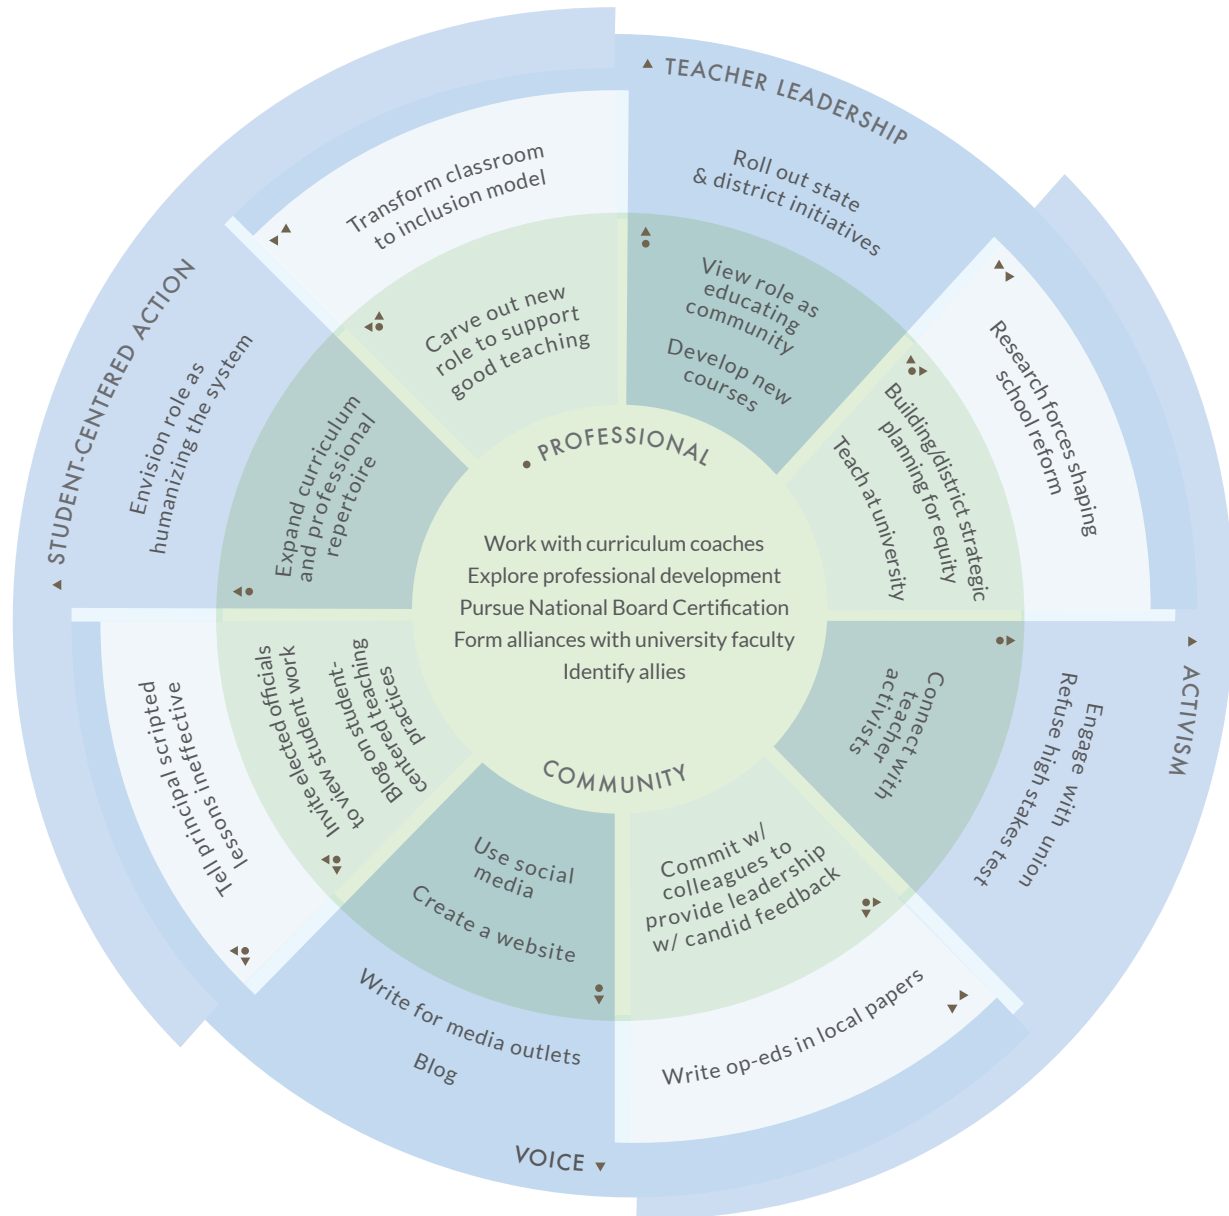 TEACHER LEADERSHIP
Roll out state
& district initiatives
View role as
educating
community
Develop new
courses
Research forces shaping
school reform
Building/district strategic
planning for equity
Teach at university
ACTIVISM
Engage with union
Refuse high stakes test
Connect with
teacher
activists
Commit w/
colleagues to
provide leadership
w/ candid feedback
Write op-eds in local papers
VOICE
Use social
media
Create a website
Write for media outlets
Blog
Tell principal scripted
lessons ineffective
Invite elected officials
to view student work
Blog on student-
centered teaching
practices
STUDENT-CENTERED ACTION
Envision role as
humanizing the system
Expand curriculum
and professional
repertoire
Transform classroom
to inclusion model
Carve out new
role to support
good teaching
PROFESSIONAL
Work with curriculum coaches
Explore professional development
Pursue National Board Certification
Form alliances with university faculty
Identify allies
COMMUNITY